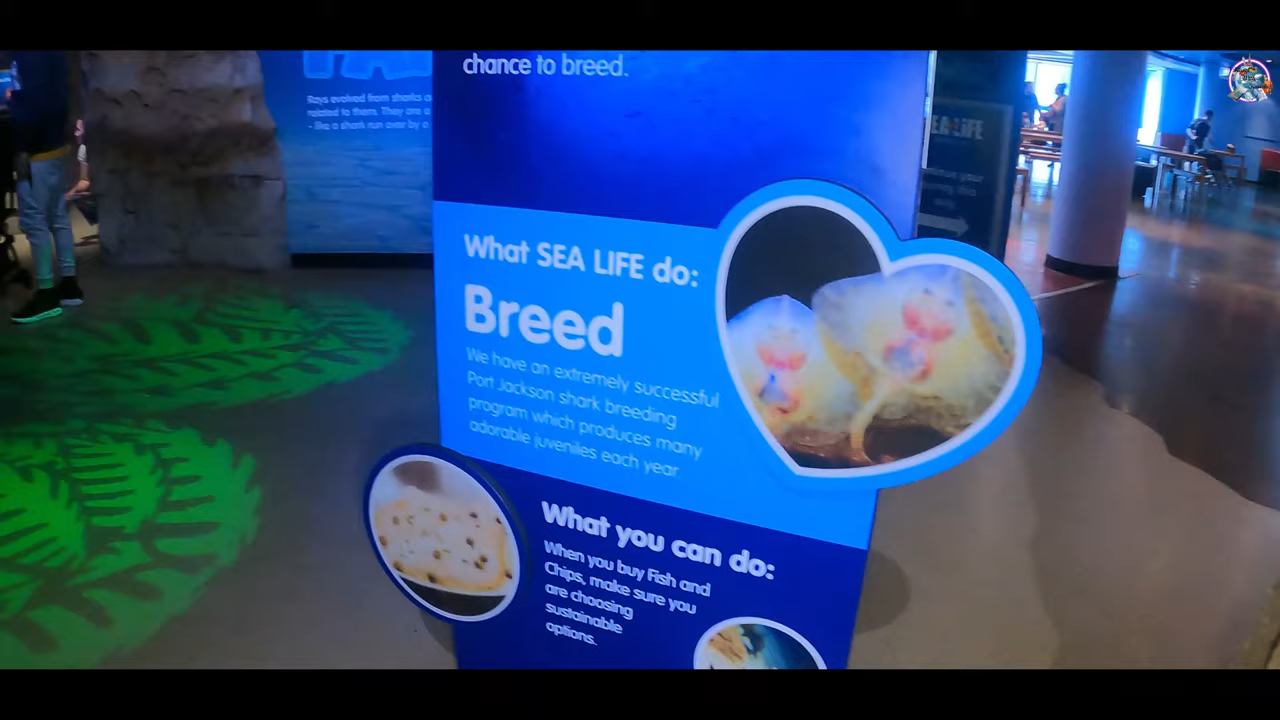 chance to breed.
Rays evolved from sharks
related to them. They are a
- like a shark run over by a
What SEA LIFE do:
Breed
We have an extremely successful
Port Jackson shark breeding
program which produces many
adorable juveniles each year.
What you can do:
When you buy Fish and
Chips, make sure you
are choosing
sustainable
options.
SEA LIFE